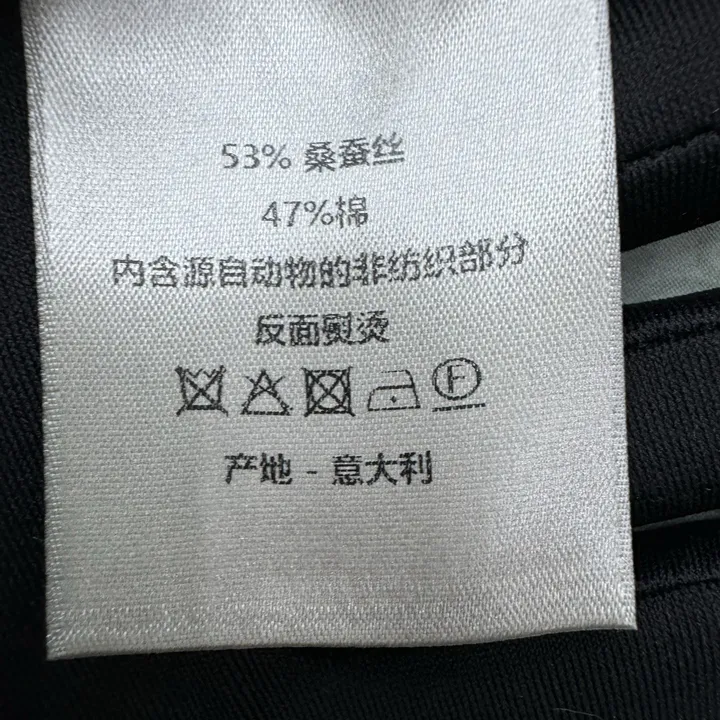 53% 桑蚕丝
47%棉
内含源自动物的非纺织部分
反面熨烫
F
产地 - 意大利